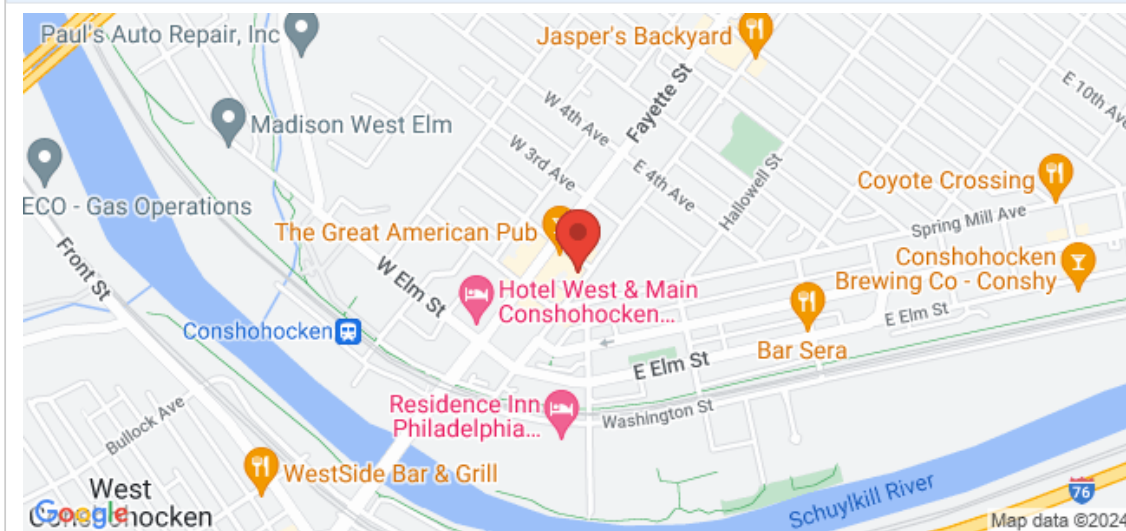 Paul's Auto Repair, Inc
Jasper's Backyard
Fayette St
E 10th Ave
W 4th Ave
Madison West Elm
W 3rd Ave
E 4th Ave
Hallowell St
Coyote Crossing
ECO - Gas Operations
Spring Mill Ave
The Great American Pub
Front St
W Elm St
Conshohocken
Brewing Co - Conshy
Hotel West & Main
Conshohocken...
E Elm St
Conshohocken
Bar Sera
E Elm St
Residence Inn
Philadelphia...
Washington St
Bullock Ave
WestSide Bar & Grill
West
Conshohocken
Google
Schuylkill River
76
Map data ©2024